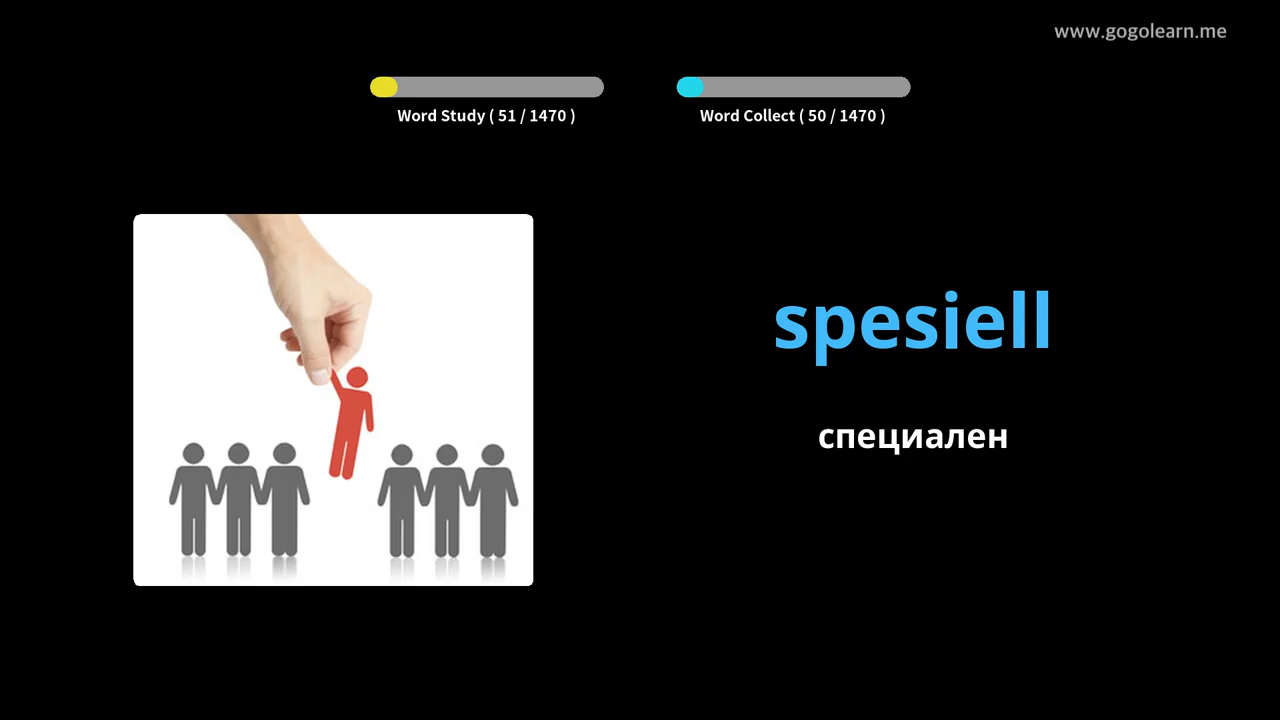 www.gogolearn.me
Word Study ( 51 / 1470 )
Word Collect ( 50 / 1470 )
spesiell
специален